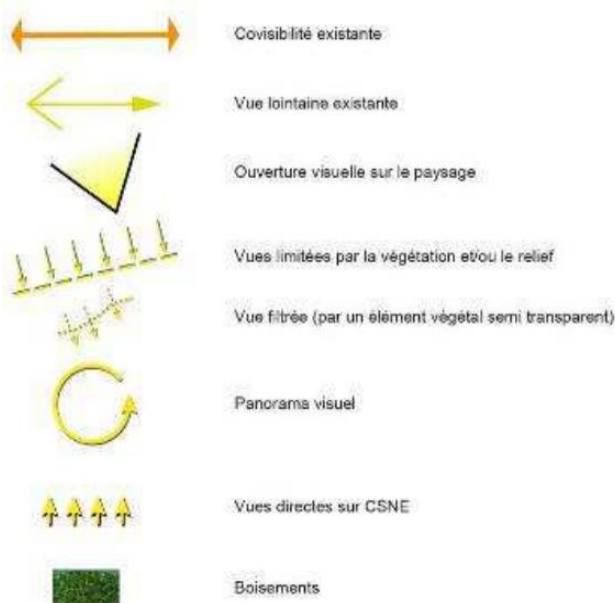 Covisibilité existante
Vue lointaine existante
Ouverture visuelle sur le paysage
Vues limitées par la végétation et/ou le relief
Vue filtrée (par un élément végétal semi transparent)
Panorama visuel
Vues directes sur CSNE
Boisements